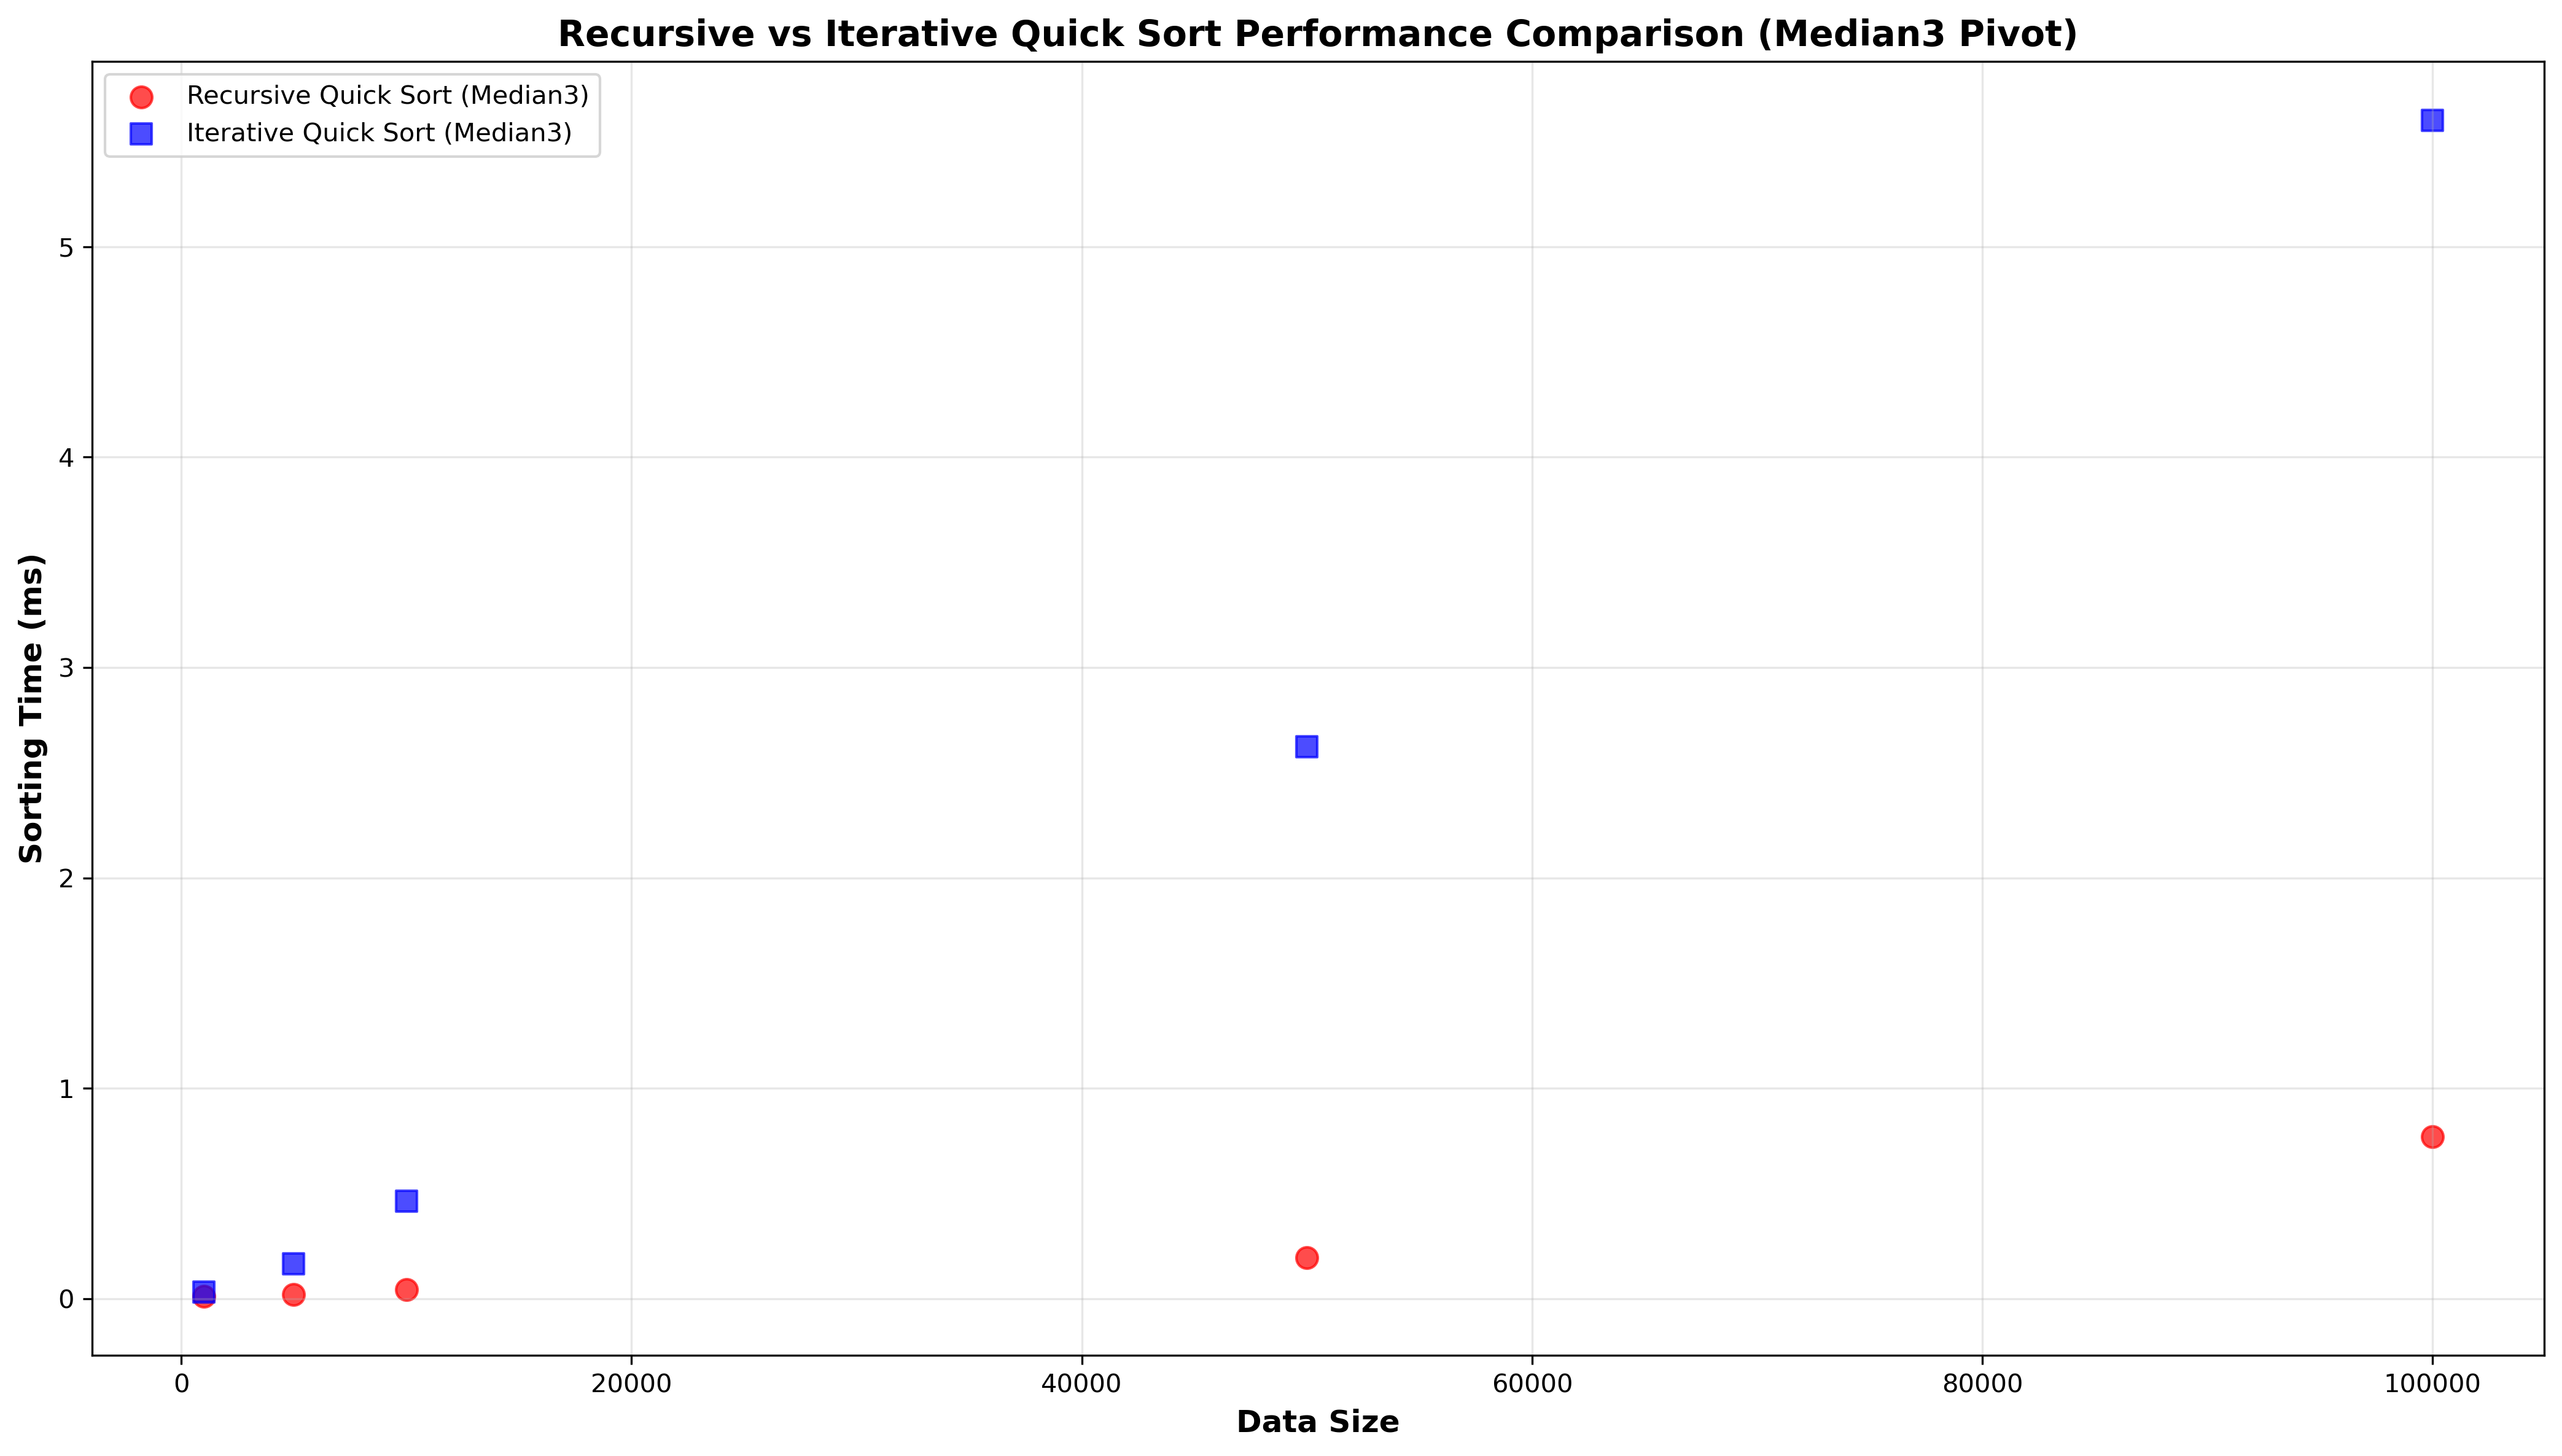 Recursive vs Iterative Quick Sort Performance Comparison (Median3 Pivot)
Recursive Quick Sort (Median3)
Iterative Quick Sort (Median3)
5
4
3
2
1
0
Sorting Time (ms)
0 20000 40000 60000 80000 100000
Data Size